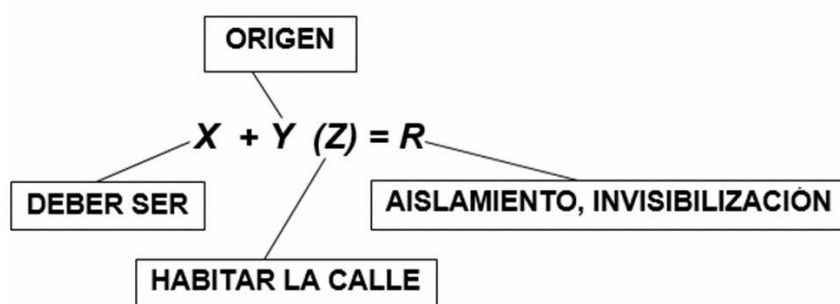 ORIGEN
X + Y (Z) = R
DEBER SER
AISLAMIENTO, INVISIBILIZACIÓN
HABITAR LA CALLE